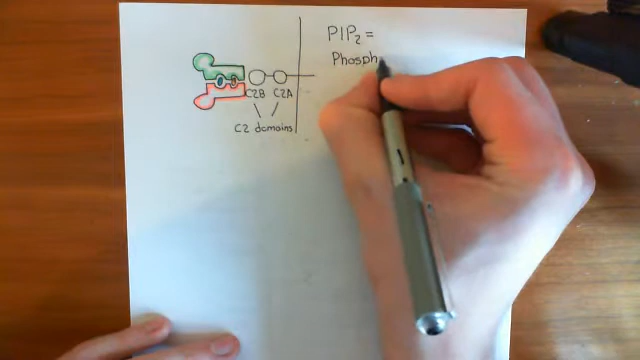 PIP₂ =
Phosph
C2B C2A
C2 domains